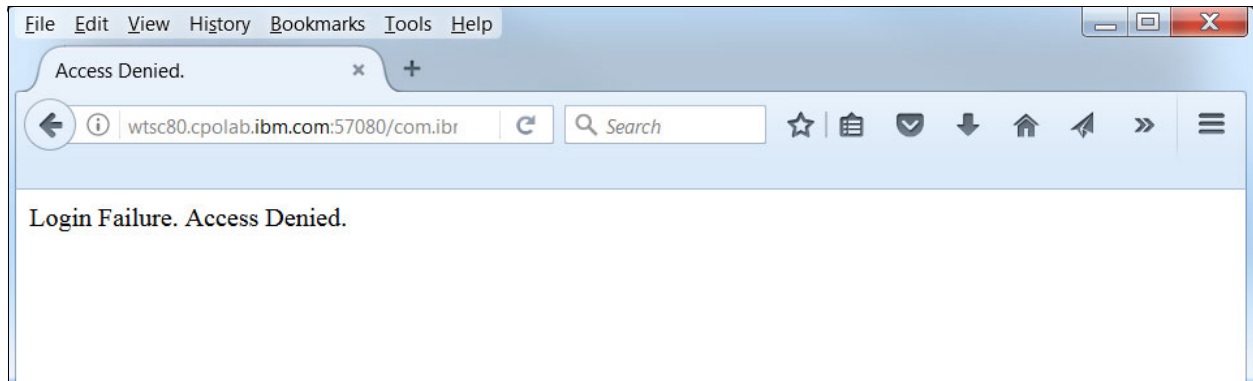 File Edit View History Bookmarks Tools Help
Access Denied.
wtsc80.cpolab.ibm.com:57080/com.ibr
Search
Login Failure. Access Denied.